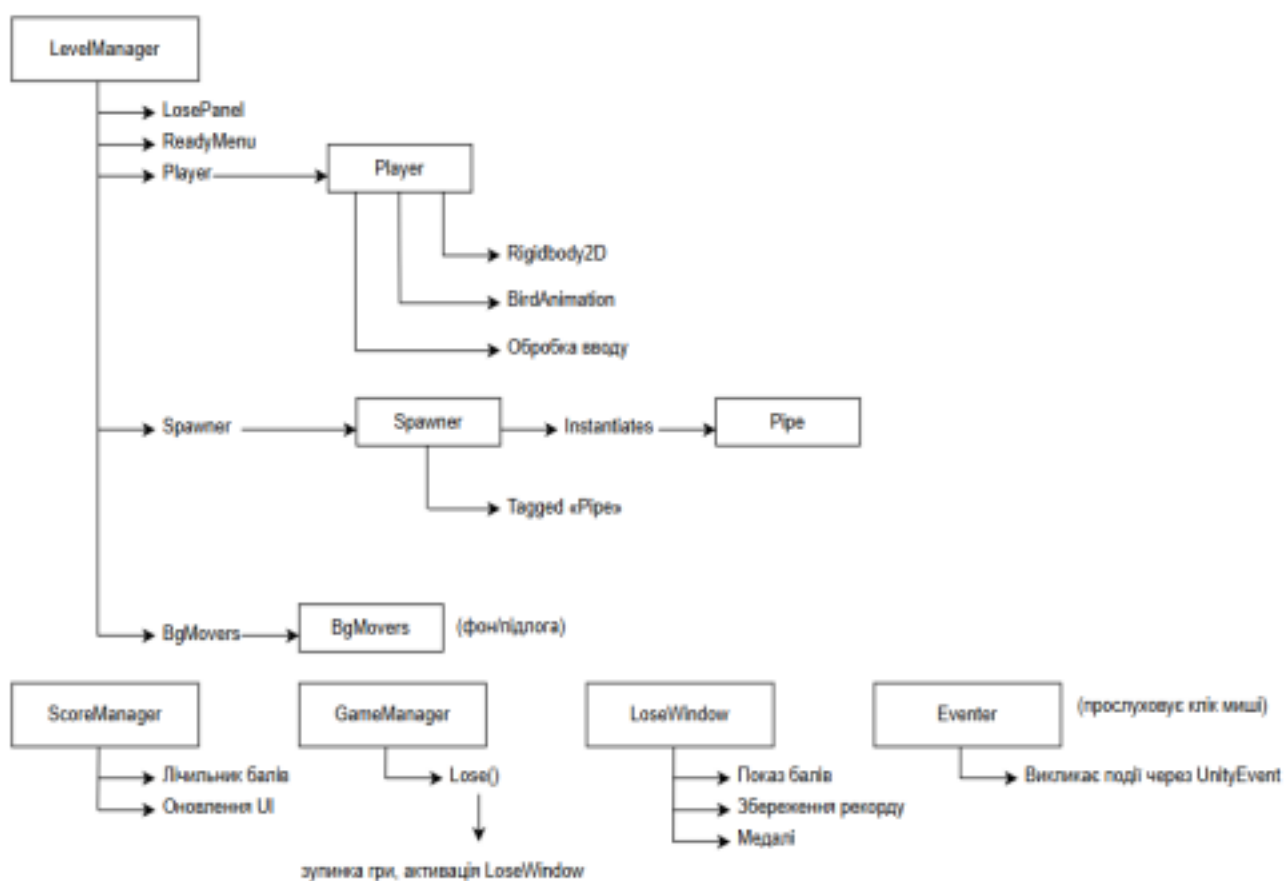 LevelManager
LosePanel
ReadyMenu
Player
Player
Rigidbody2D
BirdAnimation
Обробка вводу
Spawner
Spawner
Instantiates
Pipe
Tagged «Pipe»
BgMovers
BgMovers
(фон/підлога)
ScoreManager
GameManager
LoseWindow
Eventer
(прослуховує клік миші)
Лічильник балів
Lose()
Показ балів
Викликає події через UnityEvent
Оновлення UI
Збереження рекорду
Медалі
зупинка гри, активація LoseWindow